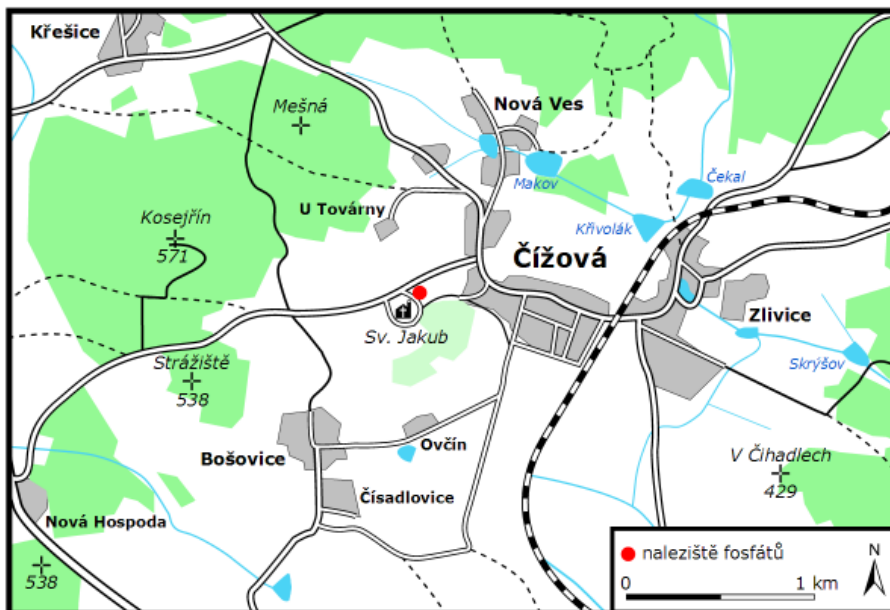 Křešice
Mešná
Nová Ves
Makov
Čekal
Křivolák
U Továrny
Kosejřín
571
Čížová
Sv. Jakub
Zlivice
Skrýšov
Strážiště
538
Bošovice
Ovčín
Čísadlovice
V Čihadlech
429
Nová Hospoda
538
naleziště fosfátů
N
0 1 km